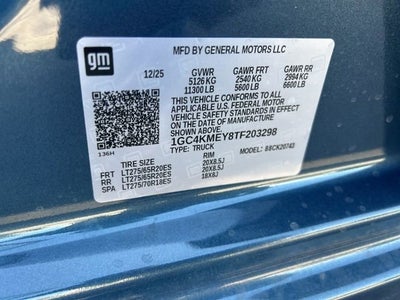 gm
MFD BY GENERAL MOTORS LLC
12/25 GVWR GAWR FRT GAWR RR
5126 KG 2540 KG 2994 KG
11300 LB 5600 LB 6600 LB
THIS VEHICLE CONFORMS TO ALL
APPLICABLE U.S. FEDERAL MOTOR
VEHICLE SAFETY STANDARDS IN EFFECT
ON THE DATE OF MANUFACTURE SHOWN ABOVE.
1GC4KMEY8TF203298
136H TYPE: TRUCK MODEL: B8CK20743
TIRE SIZE RIM
FRT LT275/65R20ES 20X8.5J
RR LT275/65R20ES 20X8.5J
SPA LT275/70R18ES 18X8J